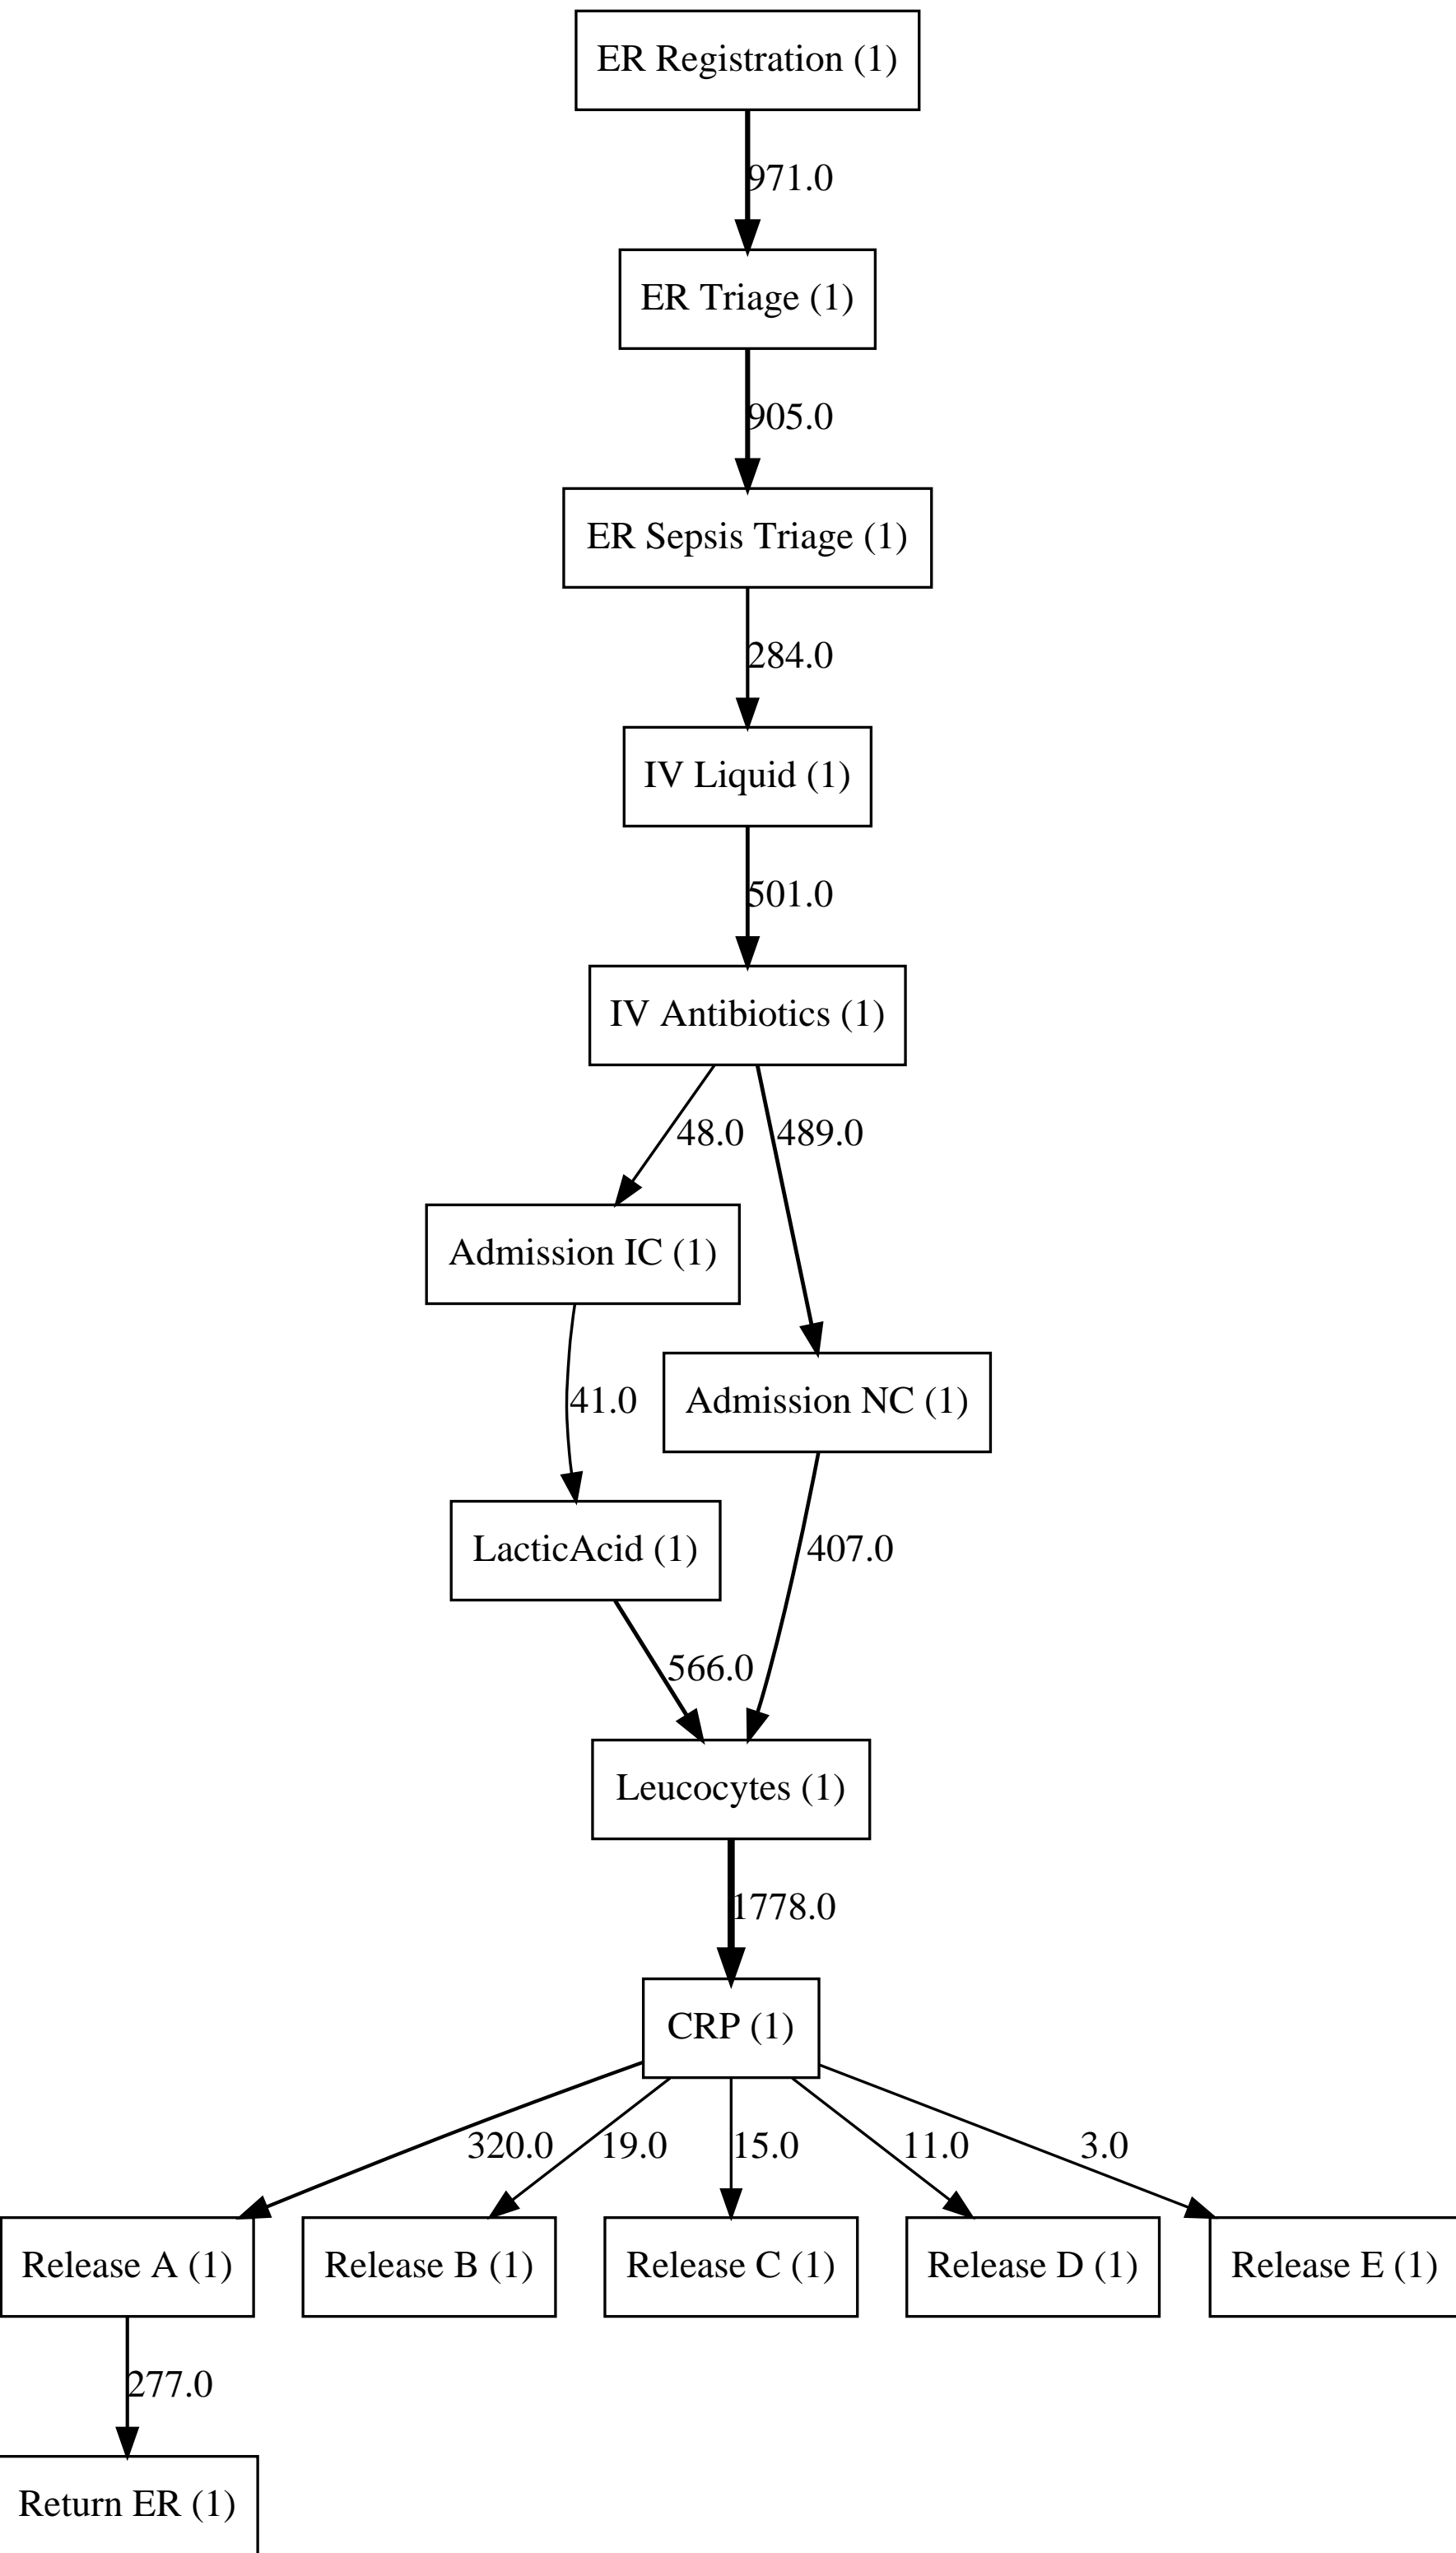 ER Registration (1)
971.0
ER Triage (1)
905.0
ER Sepsis Triage (1)
284.0
IV Liquid (1)
501.0
IV Antibiotics (1)
48.0
489.0
Admission IC (1)
41.0
Admission NC (1)
LacticAcid (1)
407.0
566.0
Leucocytes (1)
1778.0
CRP (1)
320.0
19.0
15.0
11.0
3.0
Release A (1)
Release B (1)
Release C (1)
Release D (1)
Release E (1)
277.0
Return ER (1)